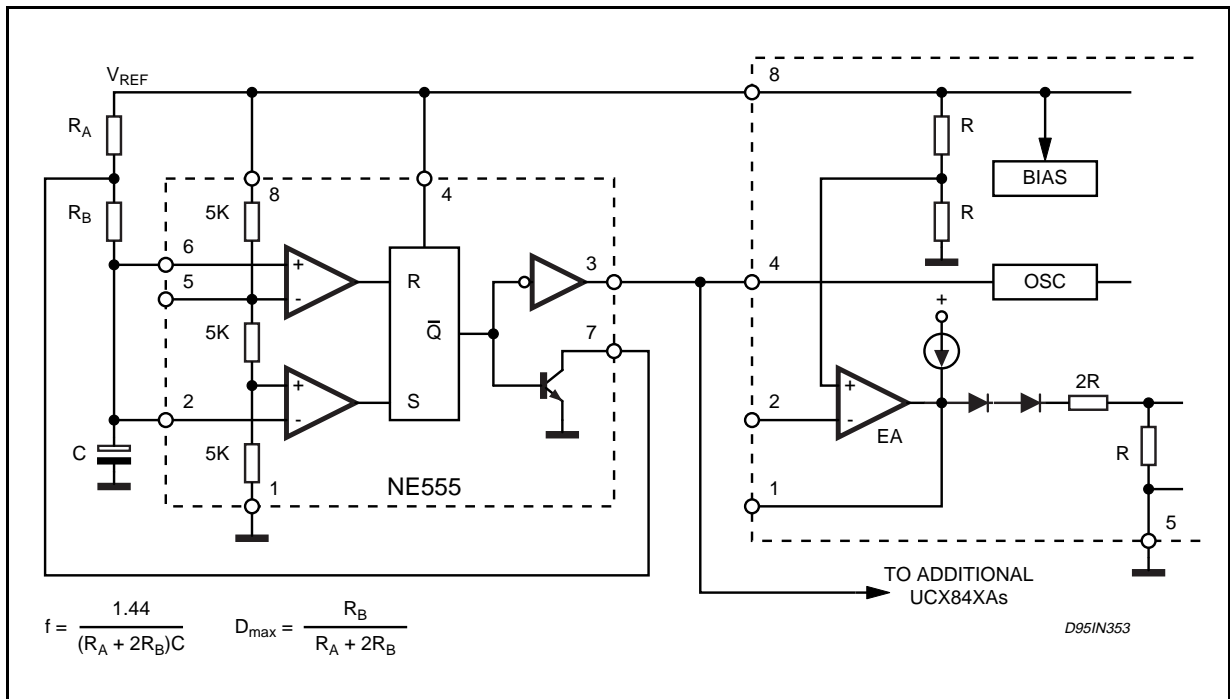 V_REF
8
R_A
R
BIAS
8
4
5K
R_B
R
6
+
3
4
OSC
5
-
R
Q̅
+
5K
7
+
S
2R
2
-
2
+
-
EA
C
5K
R
1
NE555
1
5
TO ADDITIONAL
UCX84XAs
f = 1.44 / (R_A + 2R_B)C
D_max = R_B / R_A + 2R_B
D95IN353